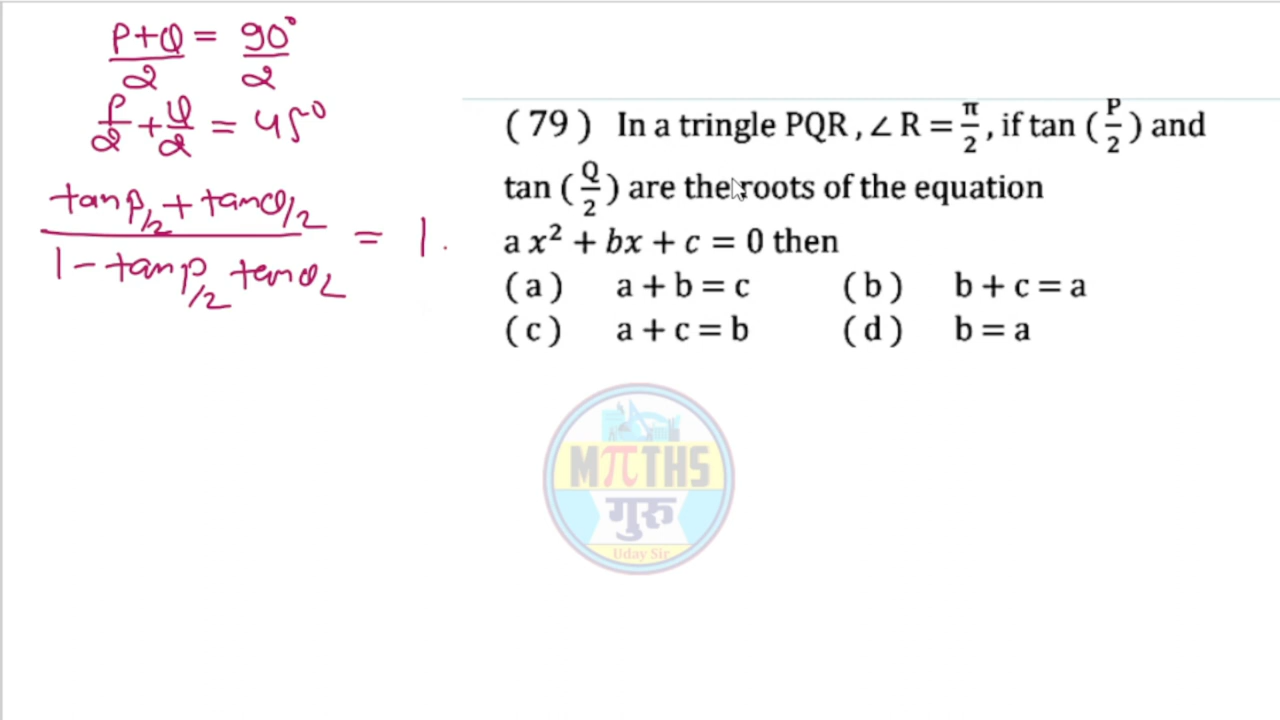 P+Q/2 = 90°/2
P/2 + Q/2 = 45°
tan P/2 + tan Q/2 / 1 - tan P/2 tan Q/2 = 1.
( 79 ) In a tringle PQR , ∠ R = π/2 , if tan ( P/2 ) and
tan ( Q/2 ) are the roots of the equation
a x² + bx + c = 0 then
( a ) a + b = c ( b ) b + c = a
( c ) a + c = b ( d ) b = a
MπTHS
गुरु
Uday Sir